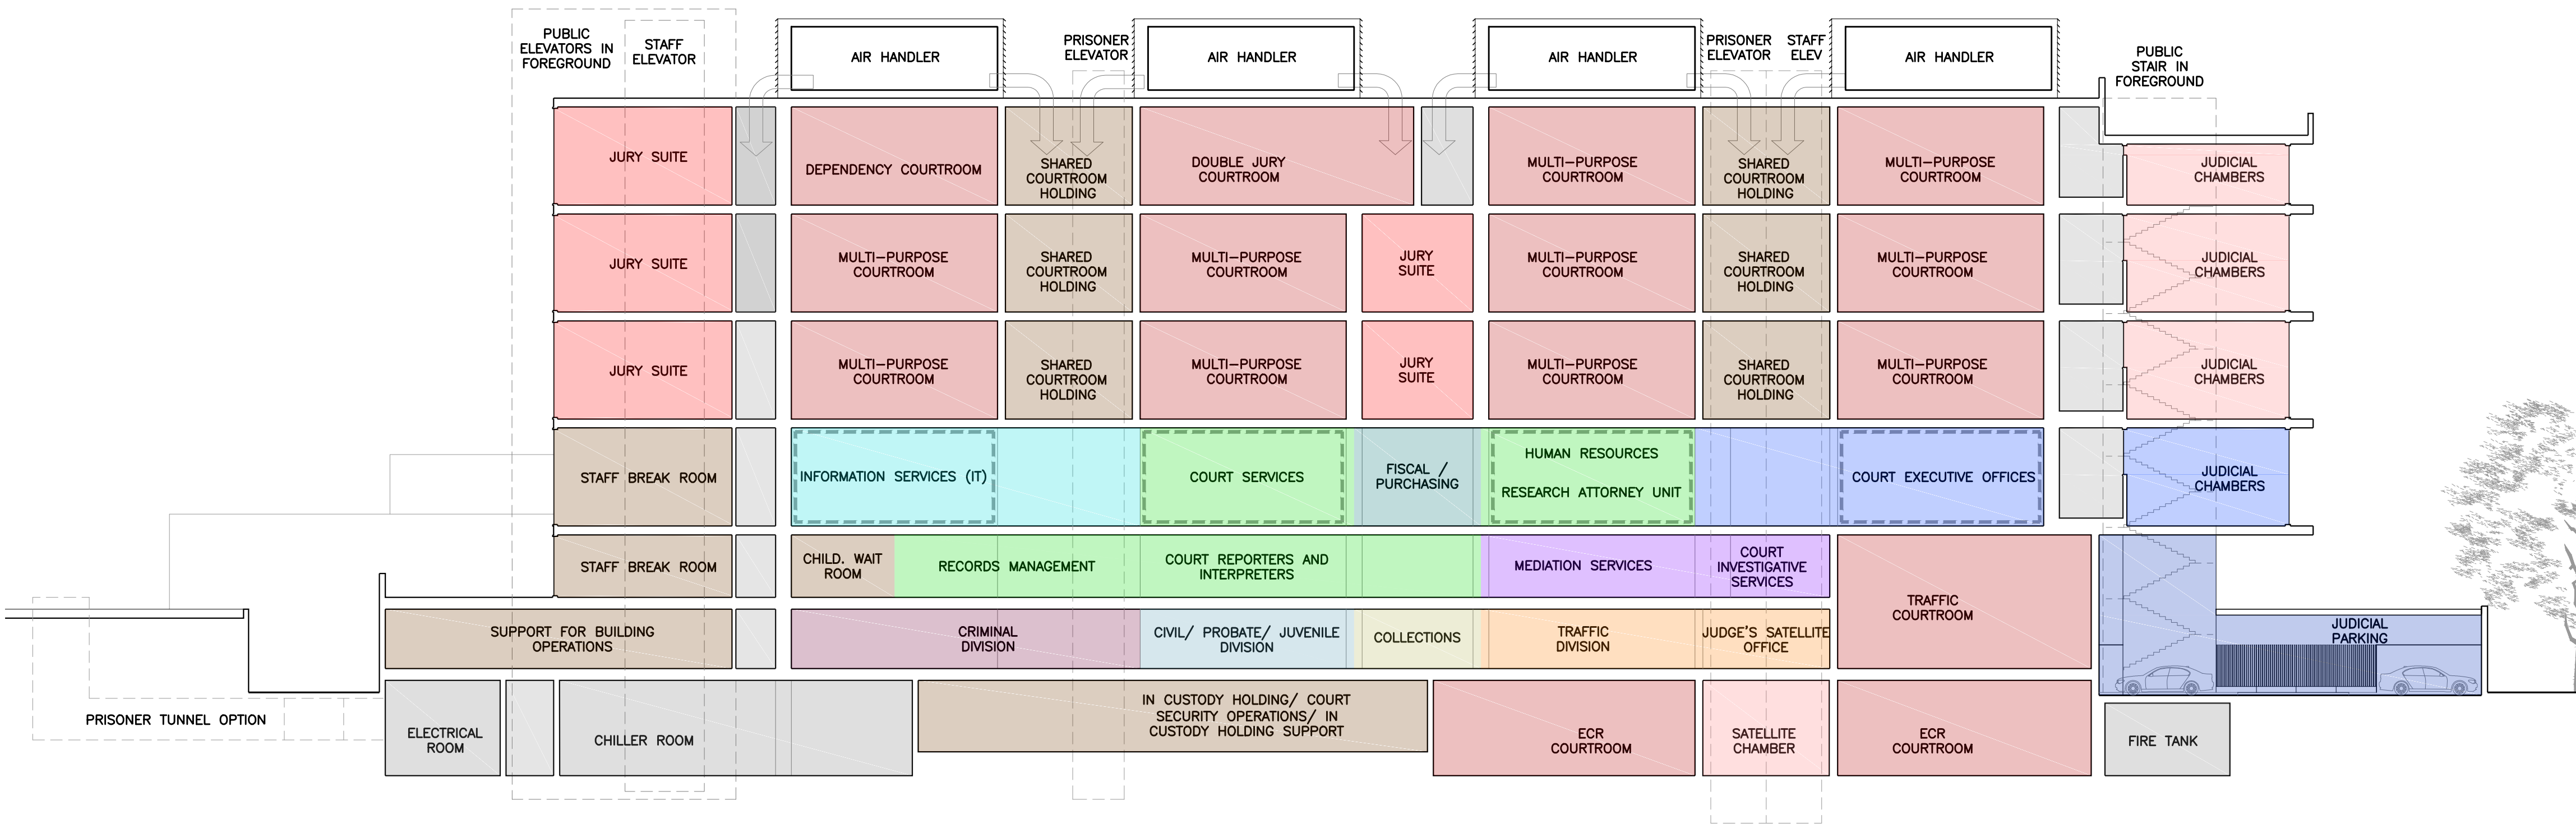 PUBLIC
ELEVATORS IN
FOREGROUND
STAFF
ELEVATOR
AIR HANDLER
PRISONER
ELEVATOR
AIR HANDLER
AIR HANDLER
PRISONER
ELEVATOR
STAFF
ELEV
AIR HANDLER
PUBLIC
STAIR IN
FOREGROUND
JURY SUITE
DEPENDENCY COURTROOM
SHARED
COURTROOM
HOLDING
DOUBLE JURY
COURTROOM
MULTI-PURPOSE
COURTROOM
SHARED
COURTROOM
HOLDING
MULTI-PURPOSE
COURTROOM
JUDICIAL
CHAMBERS
JURY SUITE
MULTI-PURPOSE
COURTROOM
SHARED
COURTROOM
HOLDING
MULTI-PURPOSE
COURTROOM
JURY
SUITE
MULTI-PURPOSE
COURTROOM
SHARED
COURTROOM
HOLDING
MULTI-PURPOSE
COURTROOM
JUDICIAL
CHAMBERS
JURY SUITE
MULTI-PURPOSE
COURTROOM
SHARED
COURTROOM
HOLDING
MULTI-PURPOSE
COURTROOM
JURY
SUITE
MULTI-PURPOSE
COURTROOM
SHARED
COURTROOM
HOLDING
MULTI-PURPOSE
COURTROOM
JUDICIAL
CHAMBERS
STAFF BREAK ROOM
INFORMATION SERVICES (IT)
COURT SERVICES
FISCAL /
PURCHASING
HUMAN RESOURCES
RESEARCH ATTORNEY UNIT
COURT EXECUTIVE OFFICES
JUDICIAL
CHAMBERS
STAFF BREAK ROOM
CHILD. WAIT
ROOM
RECORDS MANAGEMENT
COURT REPORTERS AND
INTERPRETERS
MEDIATION SERVICES
COURT
INVESTIGATIVE
SERVICES
TRAFFIC
COURTROOM
SUPPORT FOR BUILDING
OPERATIONS
CRIMINAL
DIVISION
CIVIL/ PROBATE/ JUVENILE
DIVISION
COLLECTIONS
TRAFFIC
DIVISION
JUDGE'S SATELLITE
OFFICE
JUDICIAL
PARKING
PRISONER TUNNEL OPTION
ELECTRICAL
ROOM
CHILLER ROOM
IN CUSTODY HOLDING/ COURT
SECURITY OPERATIONS/ IN
CUSTODY HOLDING SUPPORT
ECR
COURTROOM
SATELLITE
CHAMBER
ECR
COURTROOM
FIRE TANK